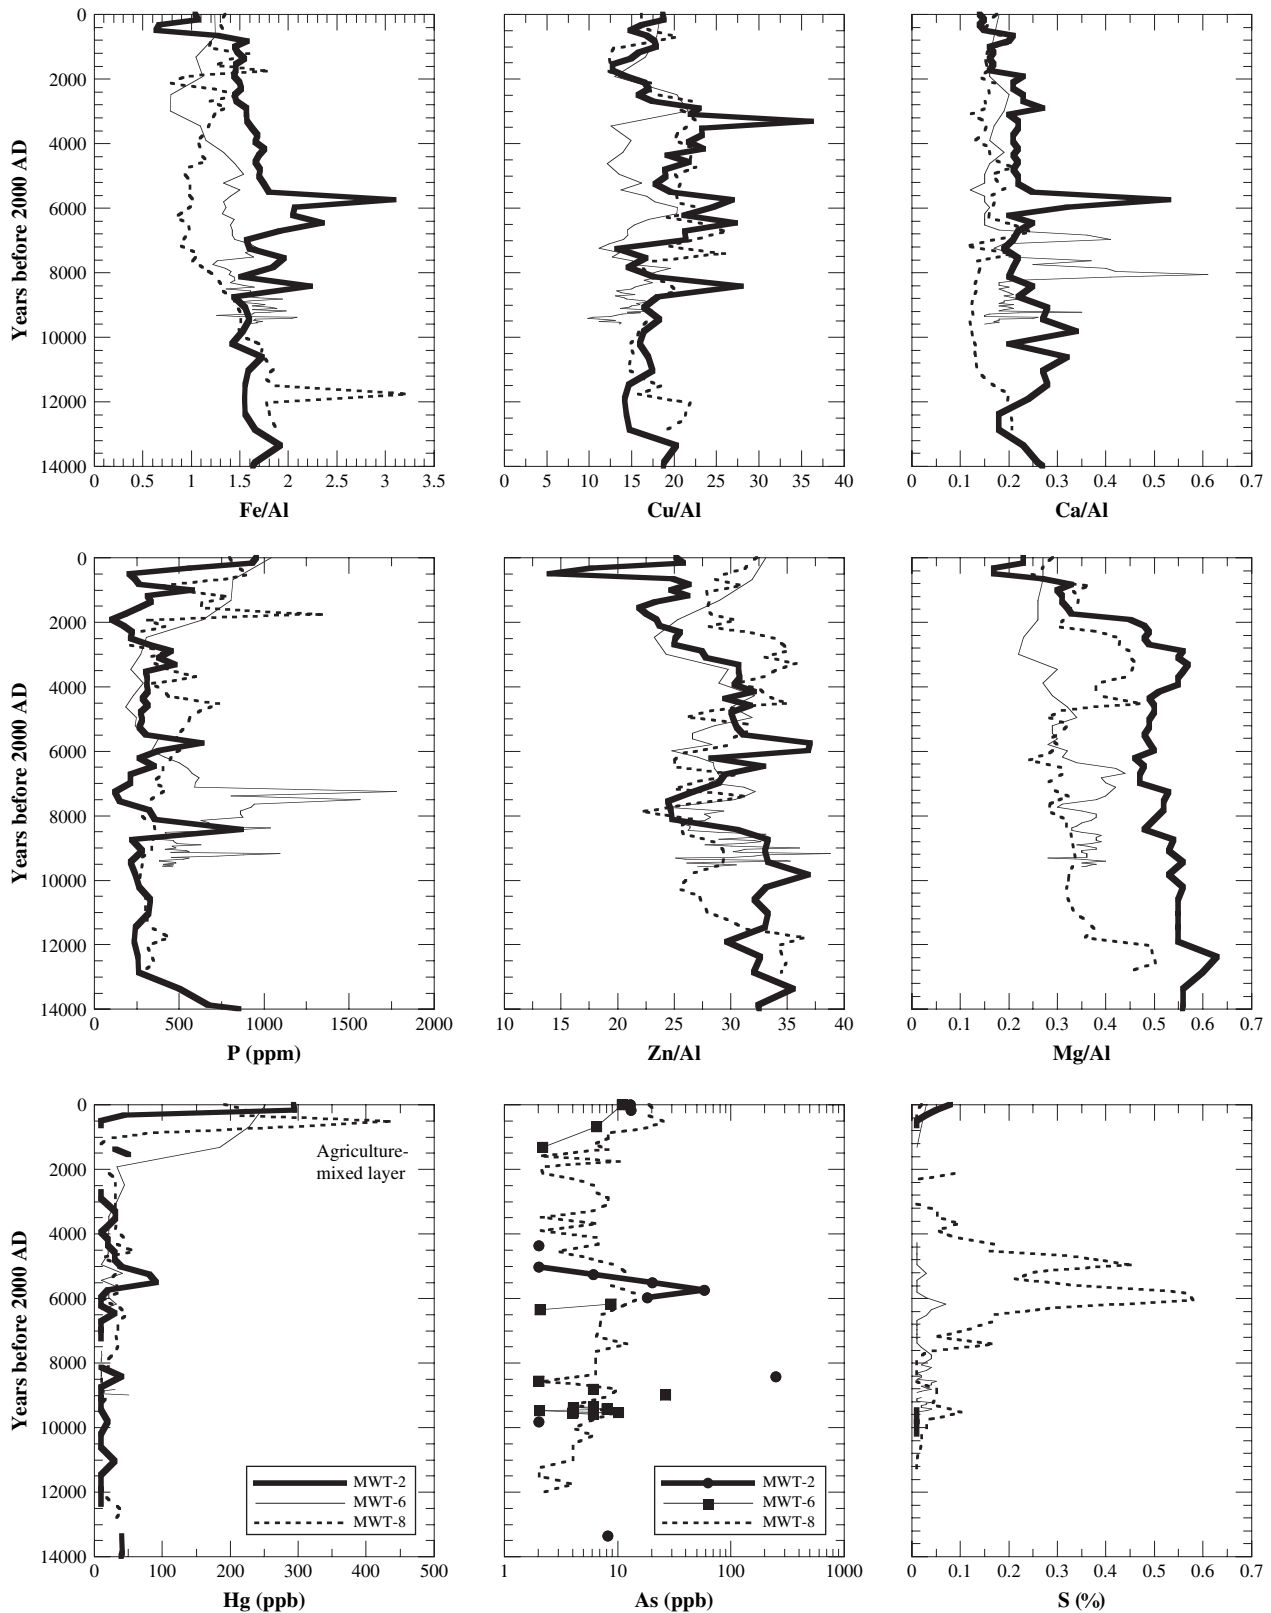 0
2000
4000
6000
8000
10000
12000
14000
Years before 2000 AD
0 0.5 1 1.5 2 2.5 3 3.5
Fe/Al
0 5 10 15 20 25 30 35 40
Cu/Al
0 0.1 0.2 0.3 0.4 0.5 0.6 0.7
Ca/Al
0
2000
4000
6000
8000
10000
12000
14000
Years before 2000 AD
0 500 1000 1500 2000
P (ppm)
10 15 20 25 30 35 40
Zn/Al
0 0.1 0.2 0.3 0.4 0.5 0.6 0.7
Mg/Al
0
2000
4000
6000
8000
10000
12000
14000
Years before 2000 AD
Agriculture-
mixed layer
MWT-2
MWT-6
MWT-8
0 100 200 300 400 500
Hg (ppb)
MWT-2
MWT-6
MWT-8
1 10 100 1000
As (ppb)
0 0.1 0.2 0.3 0.4 0.5 0.6 0.7
S (%)